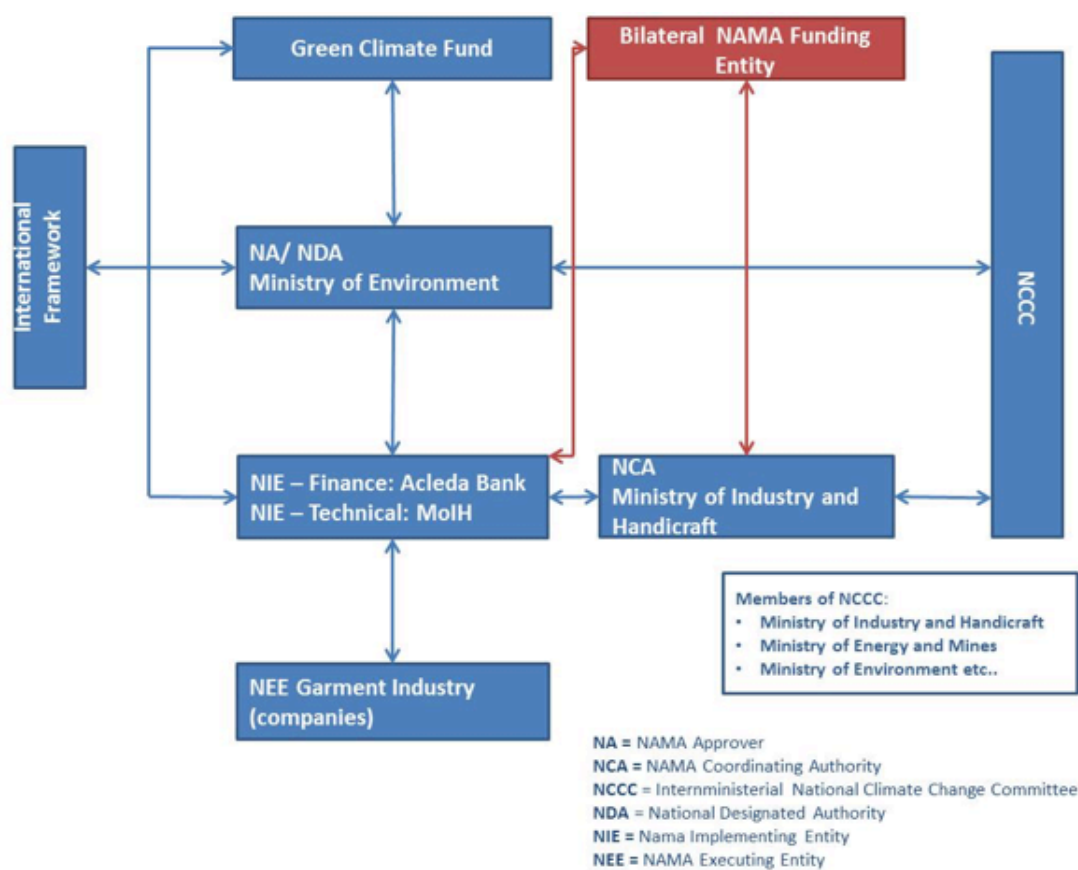 Green Climate Fund
Bilateral NAMA Funding
Entity
International
Framework
NA/ NDA
Ministry of Environment
NCCC
NIE – Finance: Acleda Bank
NIE – Technical: MoIH
NCA
Ministry of Industry and
Handicraft
Members of NCCC:
• Ministry of Industry and Handicraft
• Ministry of Energy and Mines
• Ministry of Environment etc..
NEE Garment Industry
(companies)
NA = NAMA Approver
NCA = NAMA Coordinating Authority
NCCC = Internministerial National Climate Change Committee
NDA = National Designated Authority
NIE = Nama Implementing Entity
NEE = NAMA Executing Entity